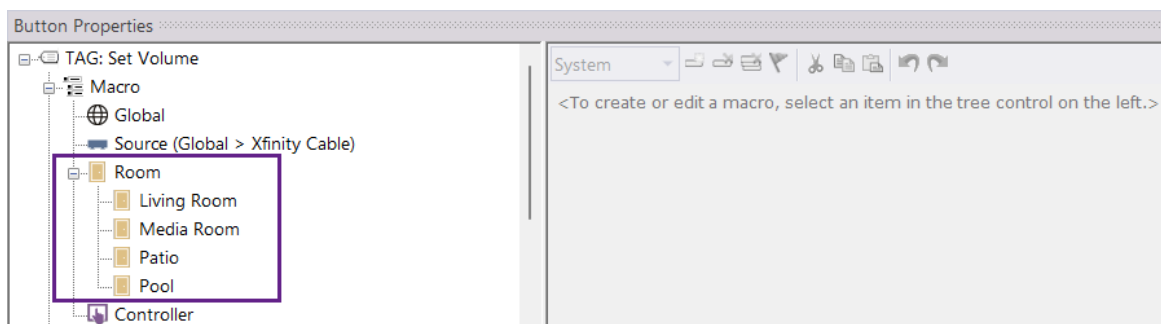 Button Properties
TAG: Set Volume
Macro
Global
Source (Global > Xfinity Cable)
Room
Living Room
Media Room
Patio
Pool
Controller
System
<To create or edit a macro, select an item in the tree control on the left.>